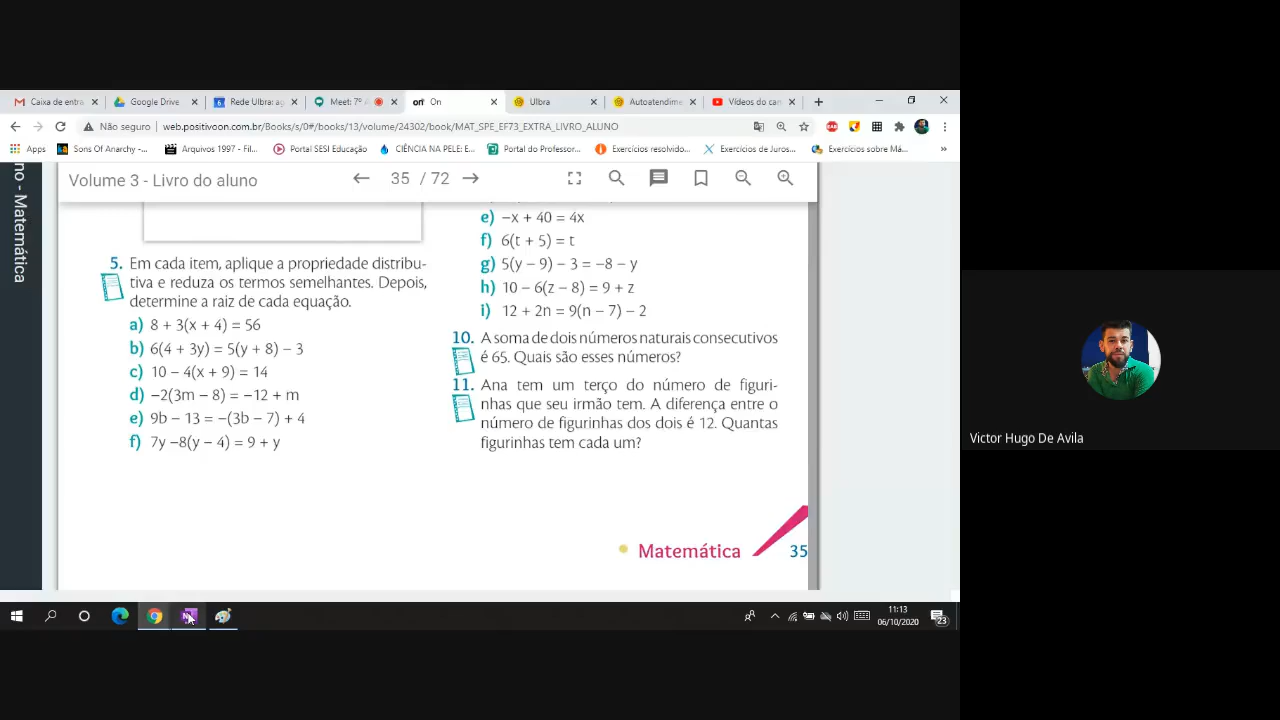 Caixa de entra
Google Drive
Rede Ulbra: ag
Meet: 7º
On
Ulbra
Autoatendime
Vídeos do can
Não seguro
web.positivoon.com.br/Books/s/0#/books/13/volume/24302/book/MAT_SPE_EF73_EXTRA_LIVRO_ALUNO
Apps
Sons Of Anarchy -...
Arquivos 1997 - Fil...
Portal SESI Educação
CIÊNCIA NA PELE: E...
Portal do Professor...
Exercícios resolvido...
Exercícios de Juros...
Exercícios sobre Má...
»
no - Matemática
Volume 3 - Livro do aluno
35 / 72
5. Em cada item, aplique a propriedade distribu-
tiva e reduza os termos semelhantes. Depois,
determine a raiz de cada equação.
a) 8 + 3(x + 4) = 56
b) 6(4 + 3y) = 5(y + 8) – 3
c) 10 – 4(x + 9) = 14
d) –2(3m – 8) = –12 + m
e) 9b – 13 = –(3b – 7) + 4
f) 7y –8(y – 4) = 9 + y
e) –x + 40 = 4x
f) 6(t + 5) = t
g) 5(y – 9) – 3 = –8 – y
h) 10 – 6(z – 8) = 9 + z
i) 12 + 2n = 9(n – 7) – 2
10. A soma de dois números naturais consecutivos
é 65. Quais são esses números?
11. Ana tem um terço do número de figuri-
nhas que seu irmão tem. A diferença entre o
número de figurinhas dos dois é 12. Quantas
figurinhas tem cada um?
Matemática
35
11:13
06/10/2020
23
Victor Hugo De Avila